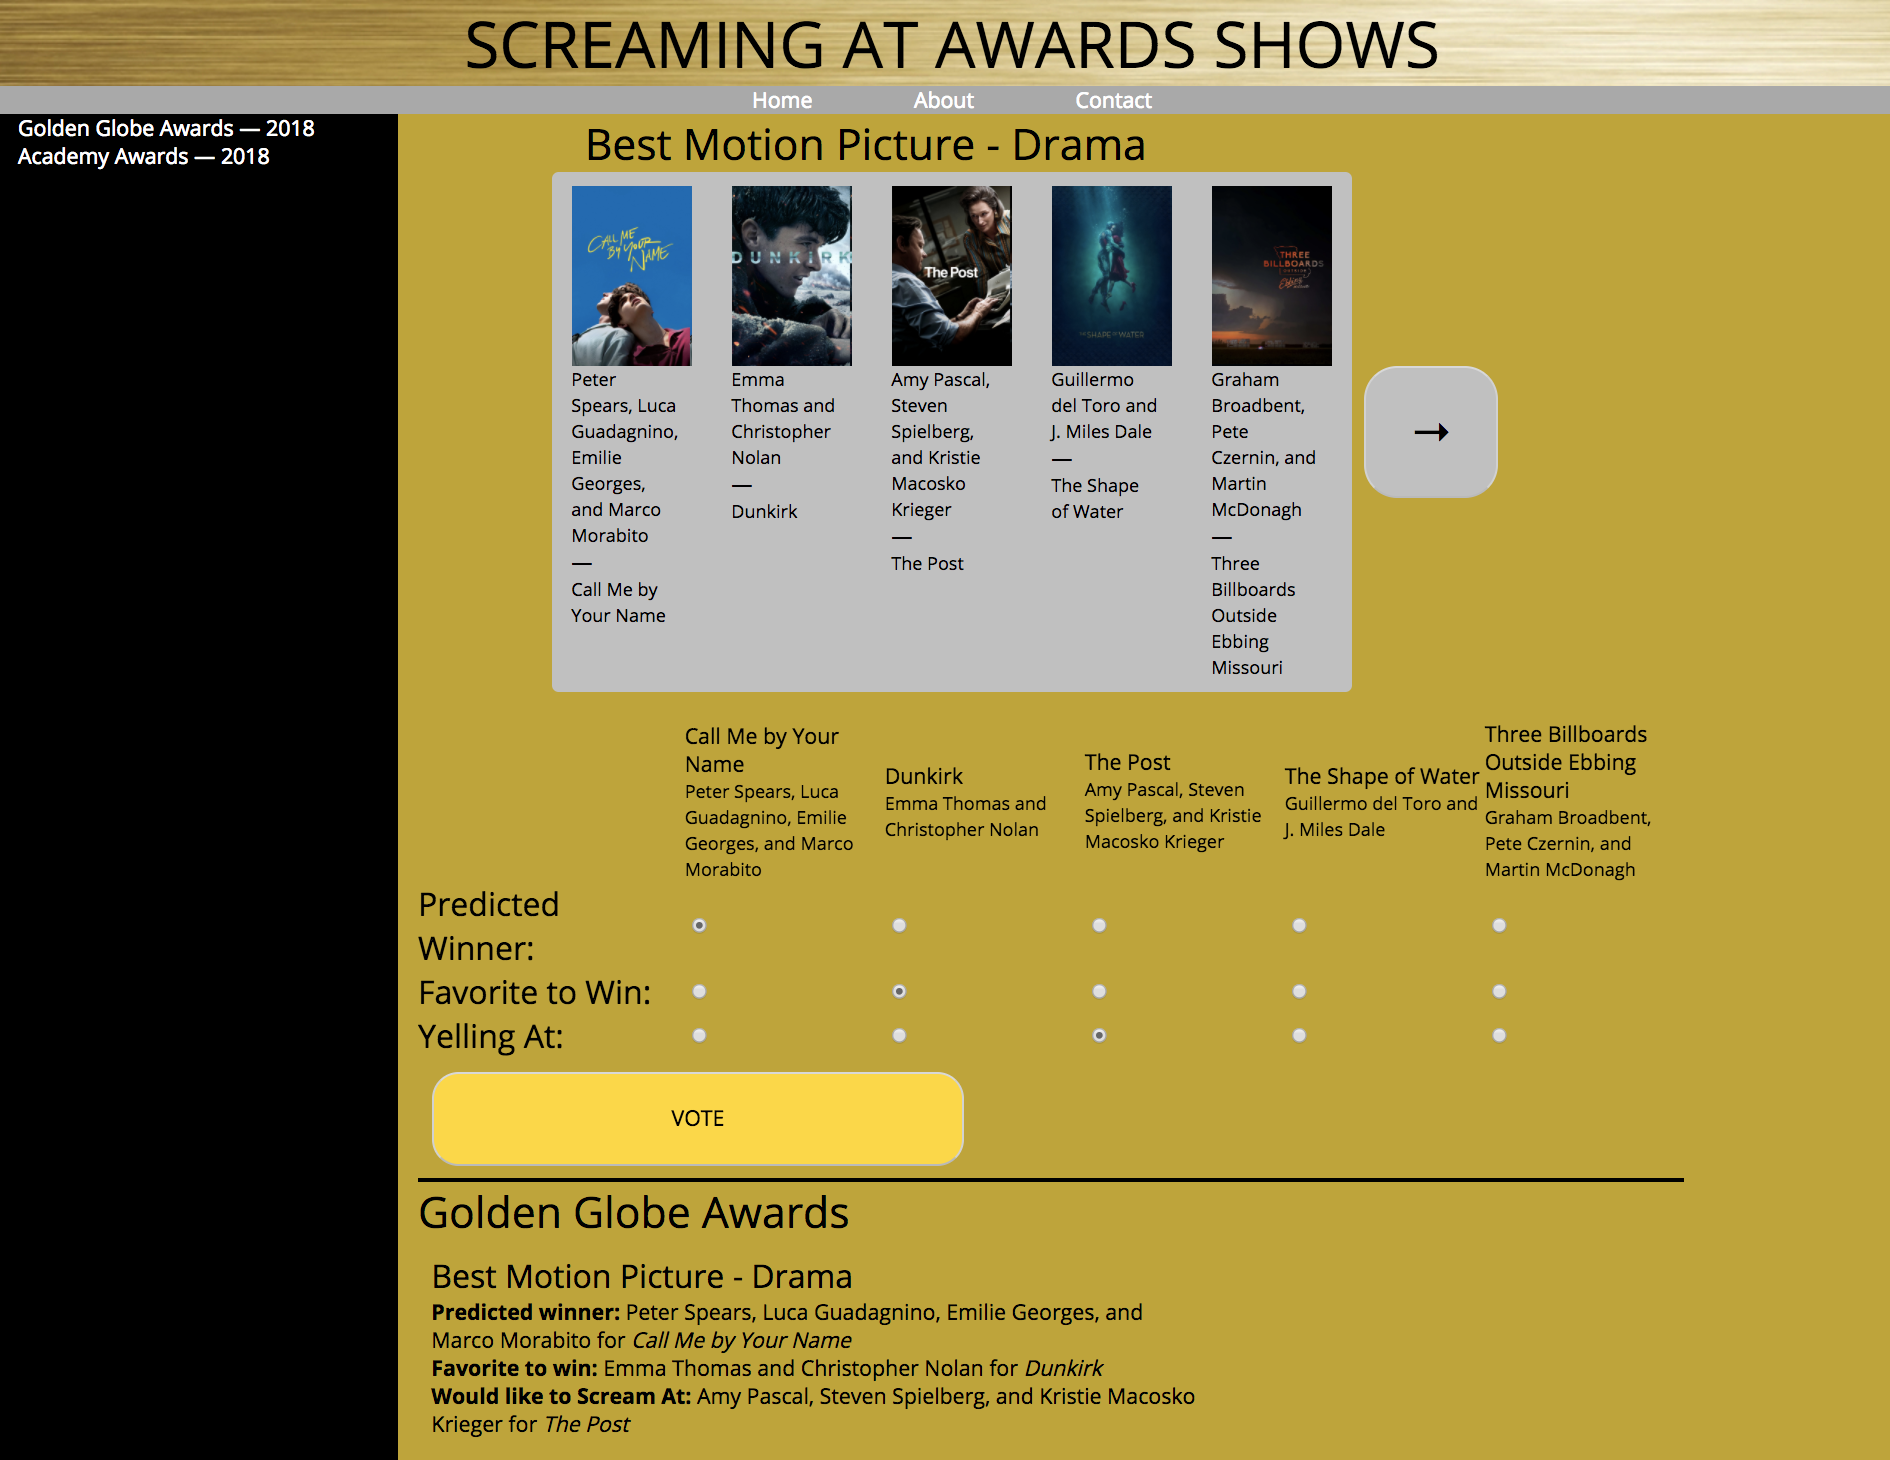 SCREAMING AT AWARDS SHOWS
Home About Contact
Golden Globe Awards — 2018
Academy Awards — 2018
Best Motion Picture - Drama
CALL ME
BY YOUR
NAME
DUNKIRK
The Post
THE SHAPE OF WATER
THREE
BILLBOARDS
OUTSIDE
Ebbing
Peter
Spears, Luca
Guadagnino,
Emilie
Georges,
and Marco
Morabito
—
Call Me by
Your Name
Emma
Thomas and
Christopher
Nolan
—
Dunkirk
Amy Pascal,
Steven
Spielberg,
and Kristie
Macosko
Krieger
—
The Post
Guillermo
del Toro and
J. Miles Dale
—
The Shape
of Water
Graham
Broadbent,
Pete
Czernin, and
Martin
McDonagh
—
Three
Billboards
Outside
Ebbing
Missouri
→
Call Me by Your
Name
Peter Spears, Luca
Guadagnino, Emilie
Georges, and Marco
Morabito
Dunkirk
Emma Thomas and
Christopher Nolan
The Post
Amy Pascal, Steven
Spielberg, and Kristie
Macosko Krieger
The Shape of Water
Guillermo del Toro and
J. Miles Dale
Three Billboards
Outside Ebbing
Missouri
Graham Broadbent,
Pete Czernin, and
Martin McDonagh
Predicted
Winner:
Favorite to Win:
Yelling At:
VOTE
Golden Globe Awards
Best Motion Picture - Drama
Predicted winner: Peter Spears, Luca Guadagnino, Emilie Georges, and
Marco Morabito for Call Me by Your Name
Favorite to win: Emma Thomas and Christopher Nolan for Dunkirk
Would like to Scream At: Amy Pascal, Steven Spielberg, and Kristie Macosko
Krieger for The Post